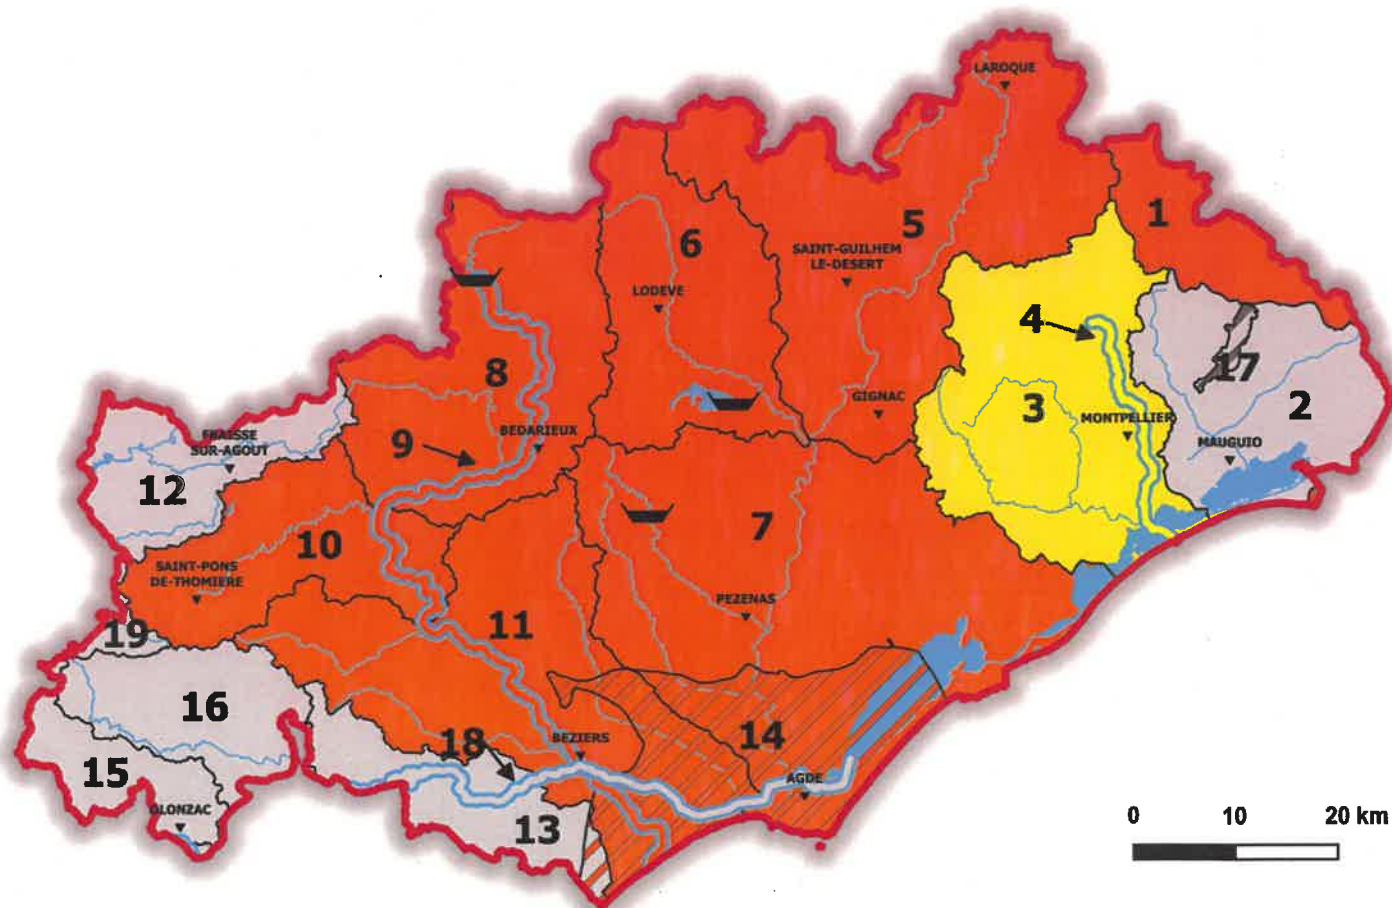 LAROQUE
1
5
6
SAINT-GUILHEM
LE-DESERT
LODEVE
4
8
17
GIGNAC
3
2
MONTPELLIER
BEDARIEUX
FRAISSE
SUR-AGOUT
9
MAUGUIO
12
7
10
SAINT-PONS
DE-THOMIERE
PEZENAS
11
19
16
14
18
BEZIERS
15
AGDE
OLONZAC
13
0 10 20 km